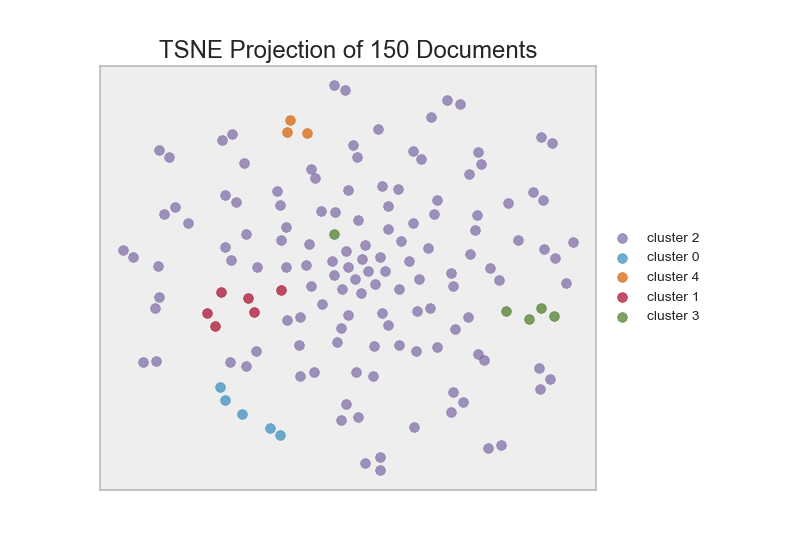 TSNE Projection of 150 Documents
cluster 2
cluster 0
cluster 4
cluster 1
cluster 3